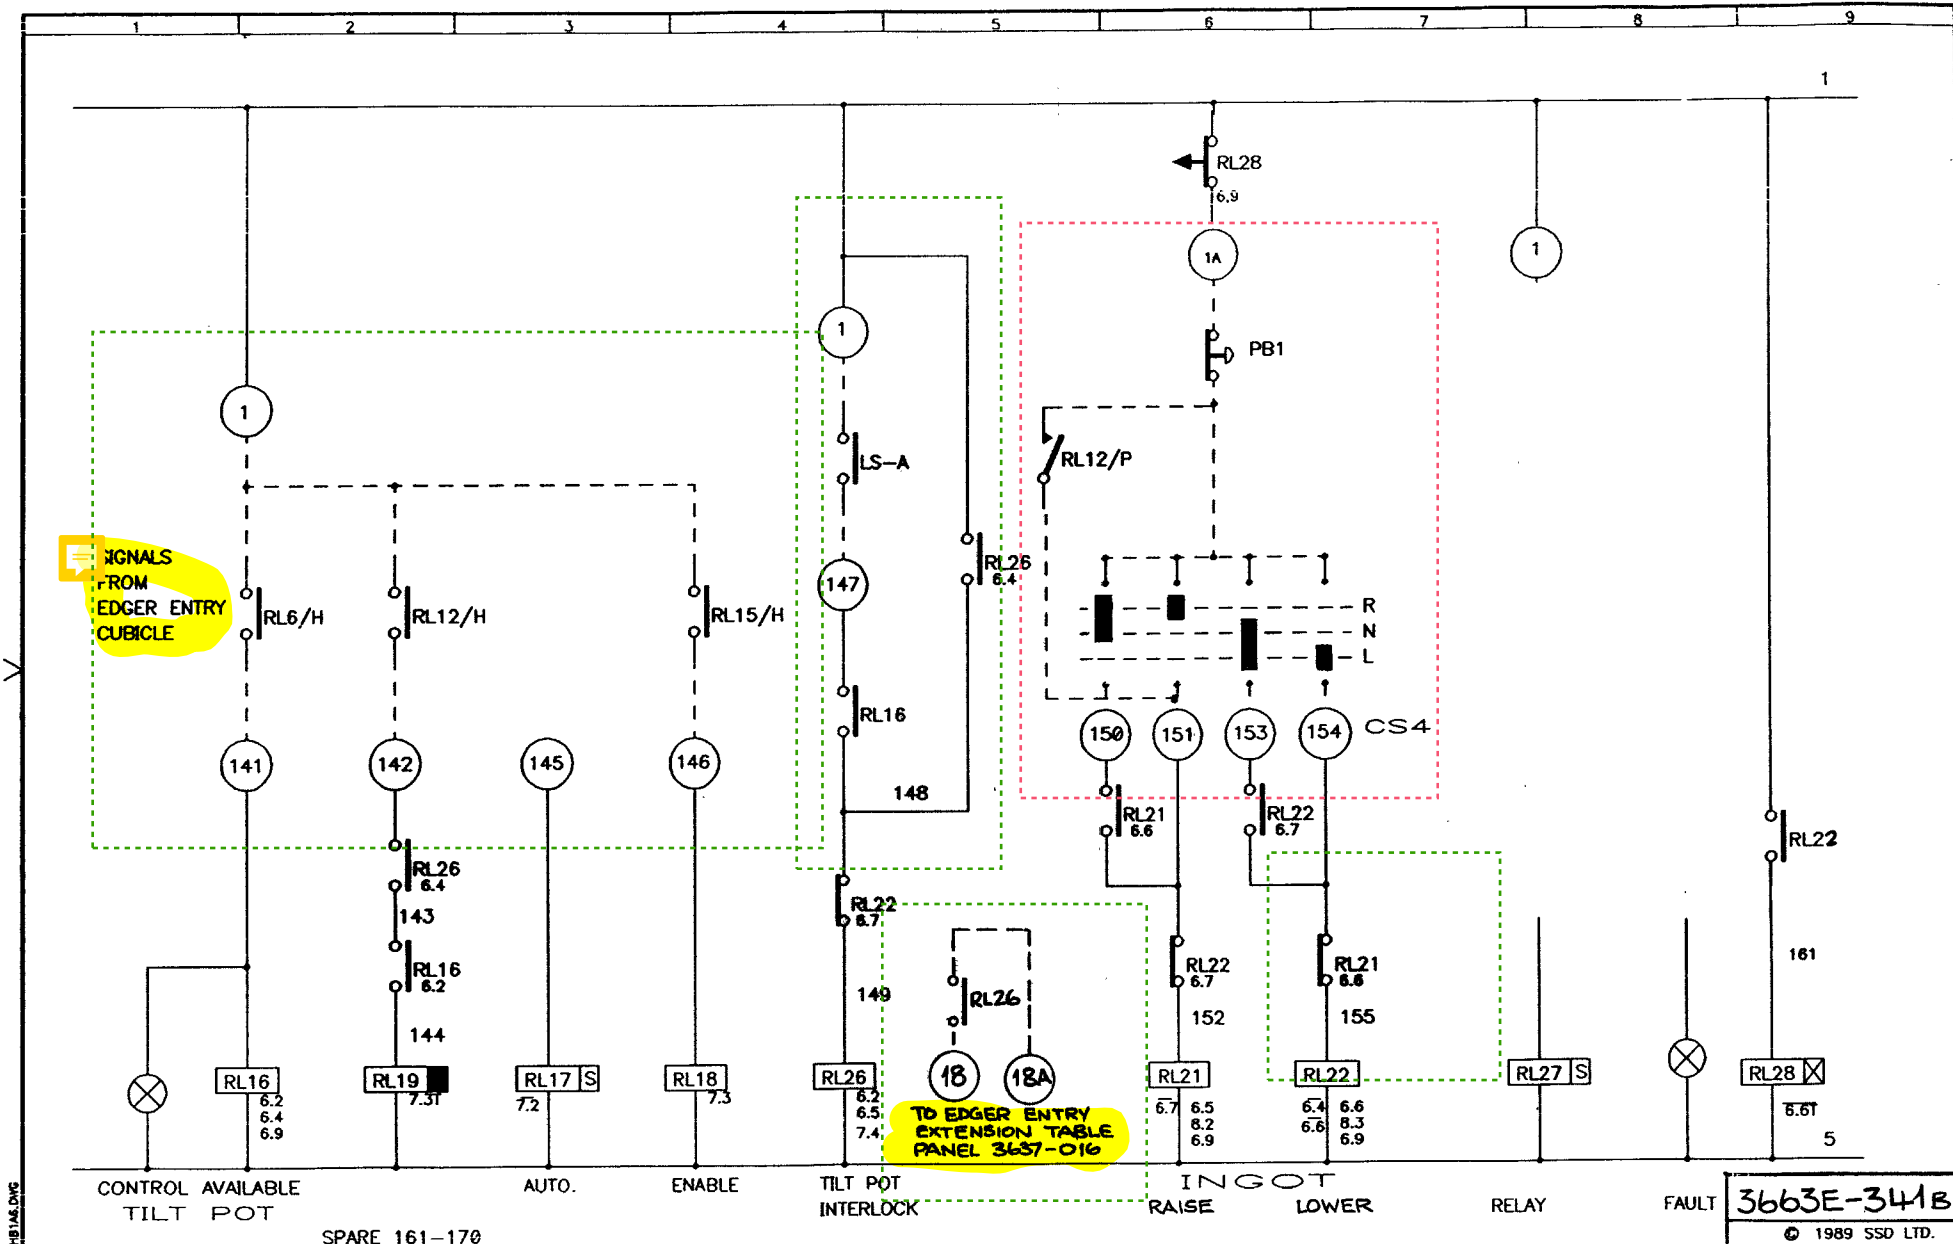 1 2 3 4 5 6 7 8 9
1
RL28
6.9
1A
1
1
PB1
1
LS-A
RL12/P
SIGNALS
FROM
EDGER ENTRY
CUBICLE
RL6/H
RL12/H
RL15/H
147
RL26
6.4
R
N
L
RL16
141
142
145
146
150
151
153
154
CS4
148
RL21
6.6
RL22
6.7
RL22
RL26
6.4
143
RL22
6.7
RL16
6.2
144
149
RL26
RL22
6.7
152
RL21
6.6
155
161
RL16
6.2
6.4
6.9
RL19
7.3T
RL17 S
7.2
RL18
7.3
RL26
6.2
6.5
7.4
18
18A
TO EDGER ENTRY
EXTENSION TABLE
PANEL 3637-016
RL21
6.7 6.5
8.2
6.9
RL22
6.4 6.6
6.6 8.3
6.9
RL27 S
RL28
6.6T
5
CONTROL AVAILABLE
TILT POT
AUTO.
ENABLE
TILT POT
INTERLOCK
INGOT
RAISE
LOWER
RELAY
FAULT
3663E-341B
© 1989 SSD LTD.
SPARE 161-170